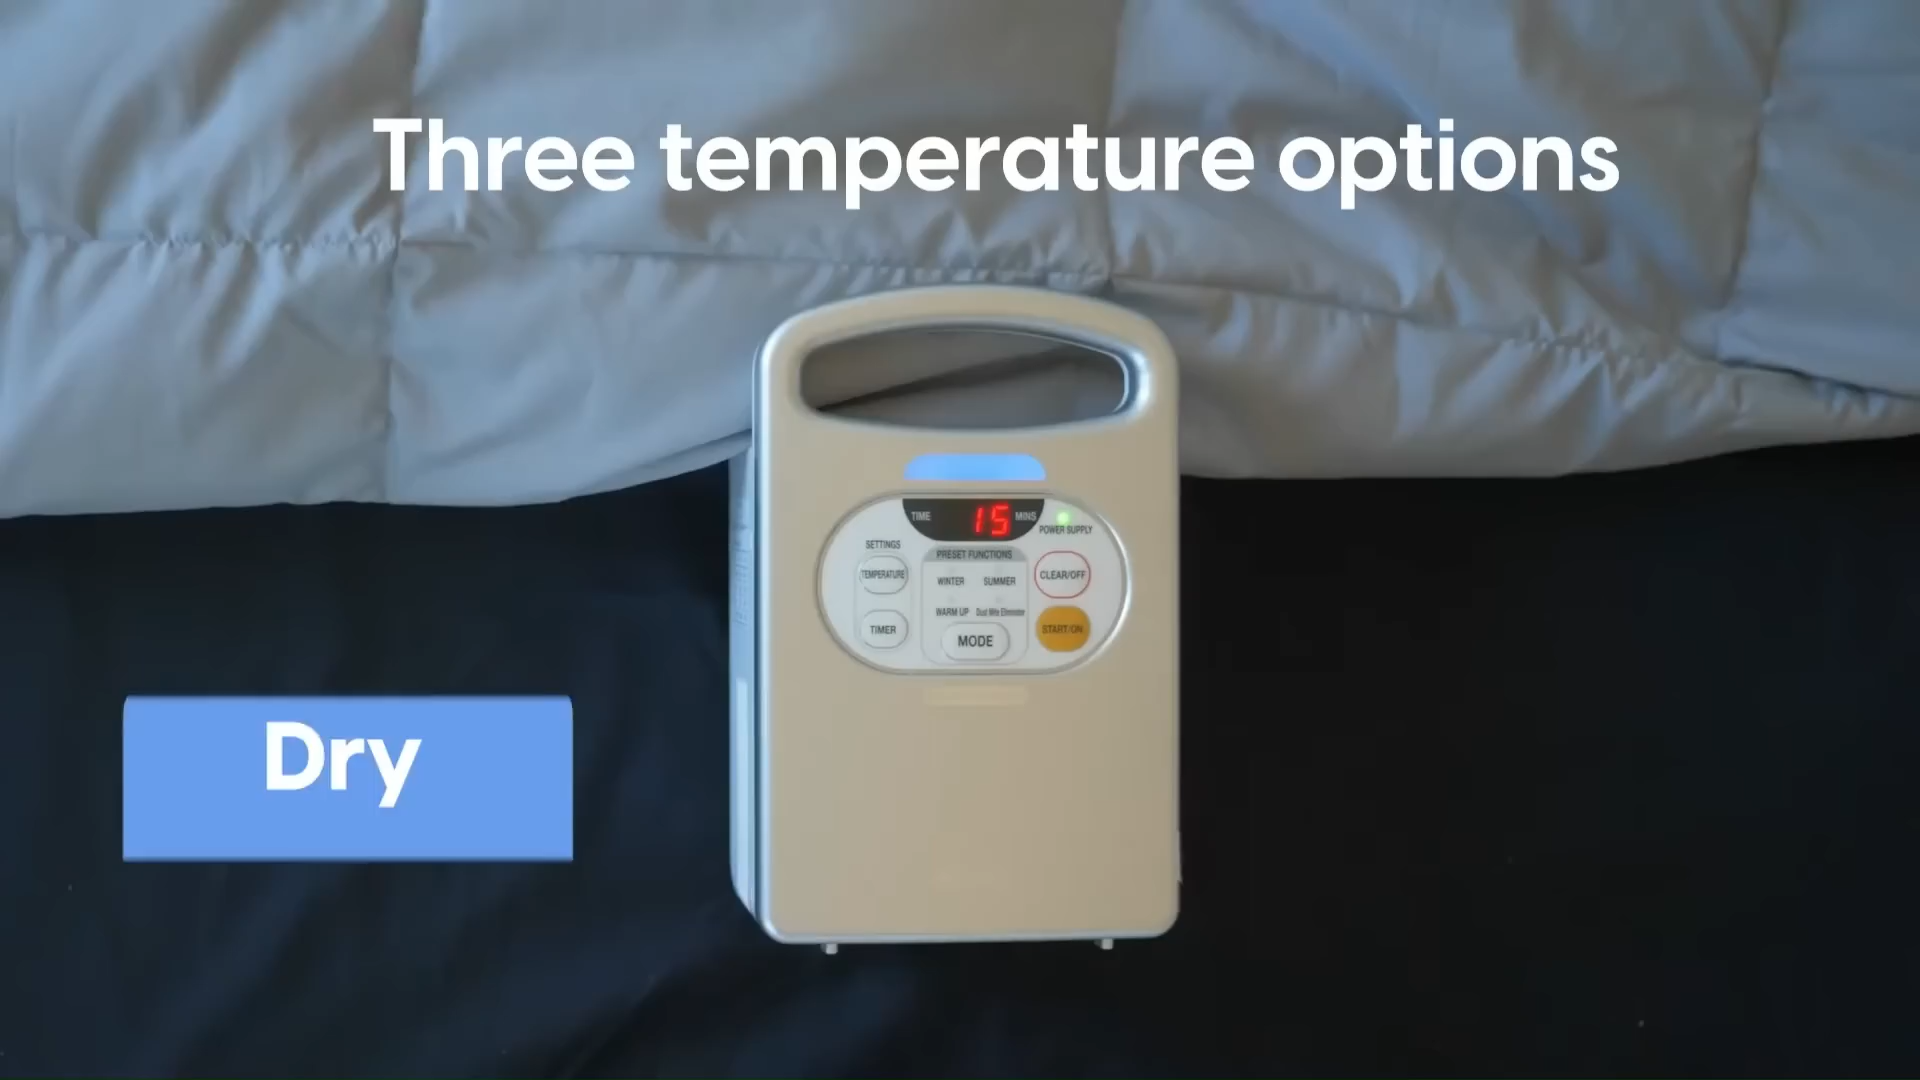 Three temperature options
TIME 15 MINS
POWER SUPPLY
SETTINGS
PRESET FUNCTIONS
TEMPERATURE
WINTER SUMMER
CLEAR/OFF
WARM UP Dust Mite Eliminator
TIMER
MODE
START/ON
Dry